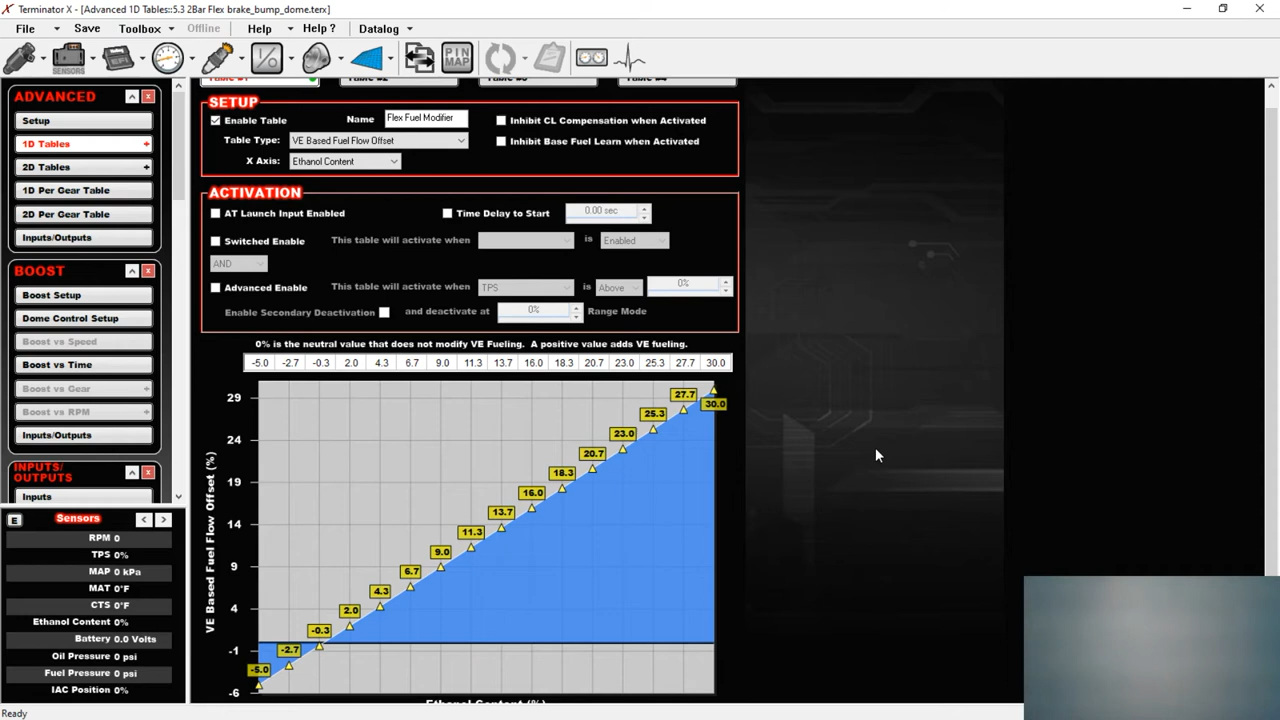 Terminator X - [Advanced 1D Tables::5.3 2Bar Flex brake_bump_dome.terx]
File Save Toolbox Offline Help Help ? Datalog
SENSORS EFI I/O PIN MAP
ADVANCED
Setup
1D Tables +
2D Tables +
1D Per Gear Table
2D Per Gear Table
Inputs/Outputs
BOOST
Boost Setup
Dome Control Setup
Boost vs Speed
Boost vs Time
Boost vs Gear +
Boost vs RPM +
Inputs/Outputs
INPUTS/
OUTPUTS
Inputs
E Sensors < >
RPM 0
TPS 0%
MAP 0 kPa
MAT 0°F
CTS 0°F
Ethanol Content 0%
Battery 0.0 Volts
Oil Pressure 0 psi
Fuel Pressure 0 psi
IAC Position 0%
Table #1 Table #2 Table #3 Table #4
SETUP
Enable Table Name Flex Fuel Modifier Inhibit CL Compensation when Activated
Table Type: VE Based Fuel Flow Offset Inhibit Base Fuel Learn when Activated
X Axis: Ethanol Content
ACTIVATION
AT Launch Input Enabled Time Delay to Start 0.00 sec
Switched Enable This table will activate when is Enabled
AND
Advanced Enable This table will activate when TPS is Above 0%
Enable Secondary Deactivation and deactivate at 0% Range Mode
0% is the neutral value that does not modify VE Fueling. A positive value adds VE fueling.
-5.0 -2.7 -0.3 2.0 4.3 6.7 9.0 11.3 13.7 16.0 18.3 20.7 23.0 25.3 27.7 30.0
VE Based Fuel Flow Offset (%)
29
24
19
14
9
4
-1
-6
-5.0 -2.7 -0.3 2.0 4.3 6.7 9.0 11.3 13.7 16.0 18.3 20.7 23.0 25.3 27.7 30.0
Ethanol Content (%)
Ready